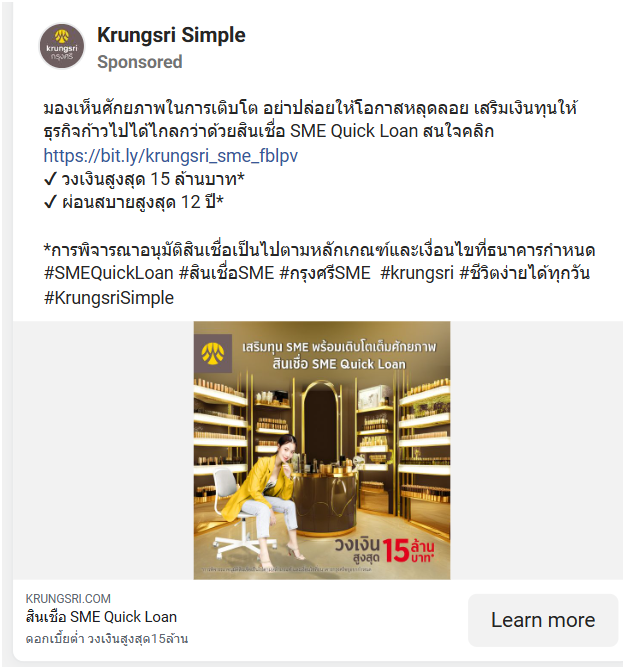 krungsri
กรุงศรี
Krungsri Simple
Sponsored
มองเห็นศักยภาพในการเติบโต อย่าปล่อยให้โอกาสหลุดลอย เสริมเงินทุนให้
ธุรกิจก้าวไปได้ไกลกว่าด้วยสินเชื่อ SME Quick Loan สนใจคลิก
https://bit.ly/krungsri_sme_fblpv
✓ วงเงินสูงสุด 15 ล้านบาท*
✓ ผ่อนสบายสูงสุด 12 ปี*
*การพิจารณาอนุมัติสินเชื่อเป็นไปตามหลักเกณฑ์และเงื่อนไขที่ธนาคารกำหนด
#SMEQuickLoan #สินเชื่อSME #กรุงศรีSME #krungsri #ชีวิตง่ายได้ทุกวัน
#KrungsriSimple
เสริมทุน SME พร้อมเติบโตเต็มศักยภาพ
สินเชื่อ SME Quick Loan
วงเงิน
สูงสุด
15 ล้าน
บาท*
KRUNGSRI.COM
สินเชื่อ SME Quick Loan
ดอกเบี้ยต่ำ วงเงินสูงสุด15ล้าน
Learn more